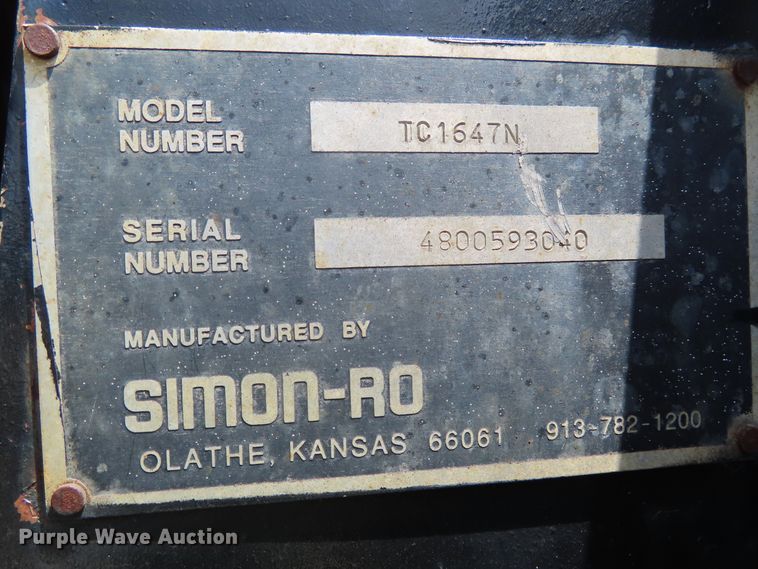 MODEL
NUMBER
TC1647N
SERIAL
NUMBER
4800593040
MANUFACTURED BY
SIMON-RO
OLATHE, KANSAS 66061 913-782-1200
Purple Wave Auction